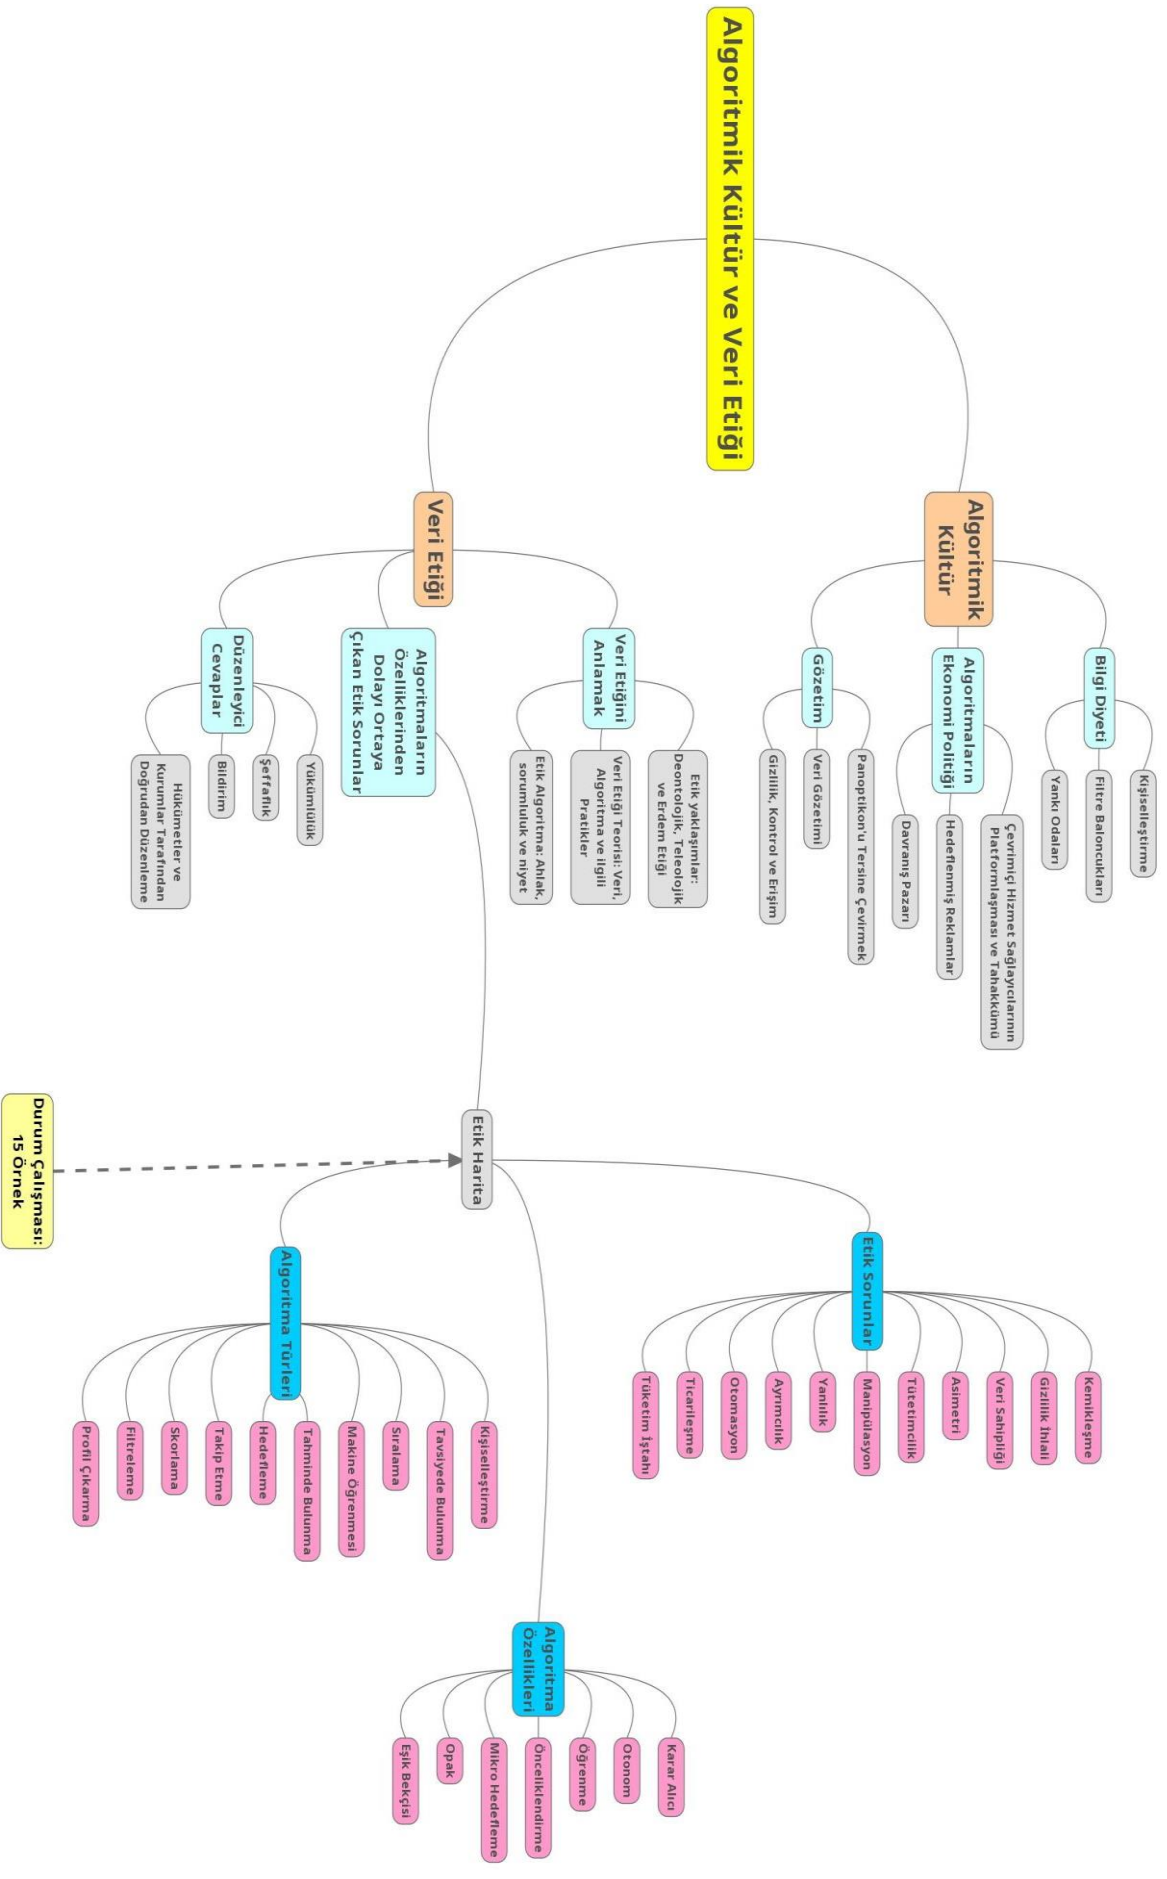 Algoritmik Kültür ve Veri Etiği
Algoritmik
Kültür
Bilgi Diyeti
Kişiselleştirme
Filtre Baloncukları
Yankı Odaları
Algoritmaların
Ekonomi Politiği
Çevrimiçi Hizmet Sağlayıcılarının
Platformlaşması ve Tahakkümü
Hedeflenmiş Reklamlar
Davranış Pazarı
Gözetim
Panoptikon'u Tersine Çevirmek
Veri Gözetimi
Gizlilik, Kontrol ve Erişim
Veri Etiği
Veri Etiğini
Anlamak
Etik yaklaşımlar:
Deontolojik, Teleolojik
ve Erdem Etiği
Veri Etiği Teorisi: Veri,
Algoritma ve ilgili
Pratikler
Etik Algoritma: Ahlak,
sorumluluk ve niyet
Algoritmaların
Özelliklerinden
Dolayı Ortaya
Çıkan Etik Sorunlar
Düzenleyici
Cevaplar
Yükümlülük
Şeffaflık
Bildirim
Hükümetler ve
Kurumlar Tarafından
Doğrudan Düzenleme
Etik Harita
Durum Çalışması:
15 Örnek
Etik Sorunlar
Kemikleşme
Gizlilik İhlali
Veri Sahipliği
Asimetri
Tütetimcilik
Manipülasyon
Yanlılık
Ayrımcılık
Otomasyon
Ticarileşme
Tüketim İştahı
Algoritma Türleri
Kişiselleştirme
Tavsiyede Bulunma
Sıralama
Makine Öğrenmesi
Tahminde Bulunma
Hedefleme
Takip Etme
Skorlama
Filtreleme
Profil Çıkarma
Algoritma
Özellikleri
Karar Alıcı
Otonom
Öğrenme
Önceliklendirme
Mikro Hedefleme
Opak
Eşik Bekçisi